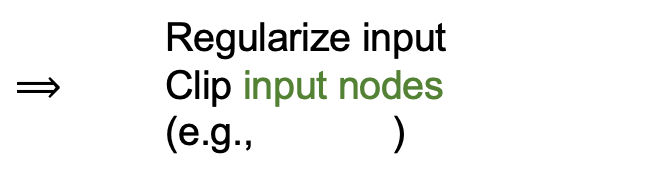 Regularize input
⟹ Clip input nodes
(e.g., )